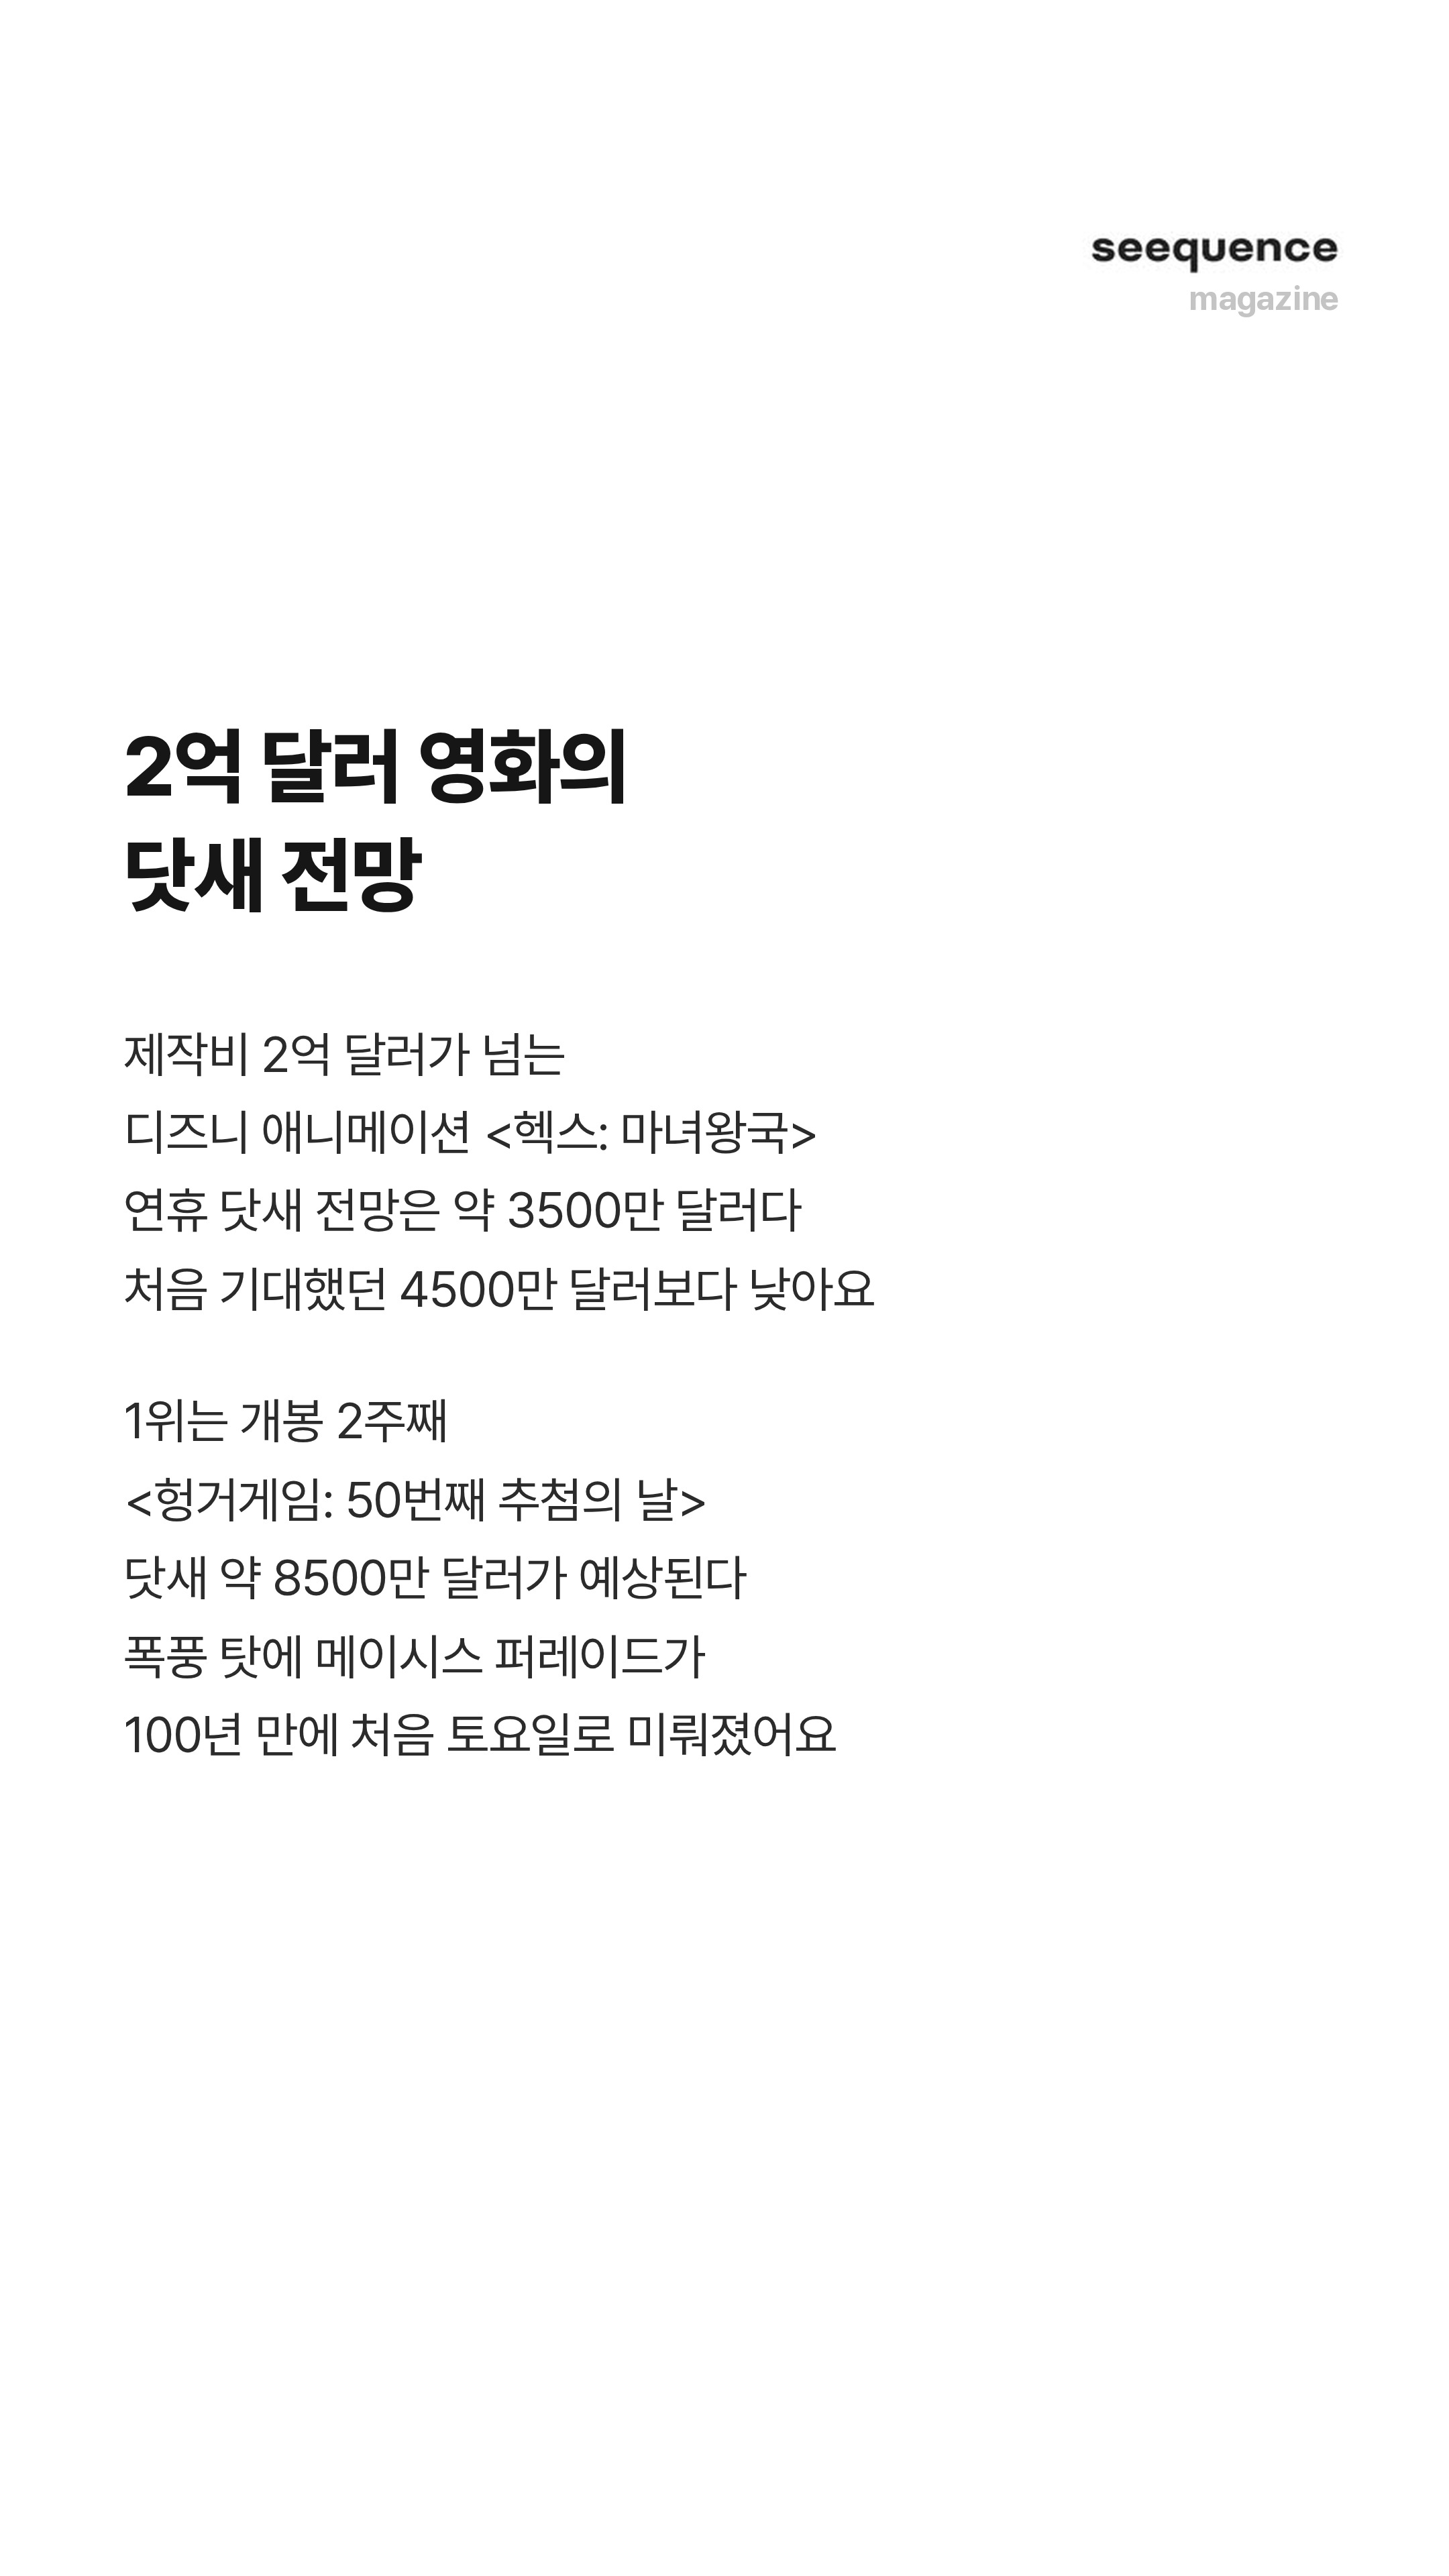 seequence
magazine
2억 달러 영화의
닷새 전망
제작비 2억 달러가 넘는
디즈니 애니메이션 <헥스: 마녀왕국>
연휴 닷새 전망은 약 3500만 달러다
처음 기대했던 4500만 달러보다 낮아요
1위는 개봉 2주째
<헝거게임: 50번째 추첨의 날>
닷새 약 8500만 달러가 예상된다
폭풍 탓에 메이시스 퍼레이드가
100년 만에 처음 토요일로 미뤄졌어요